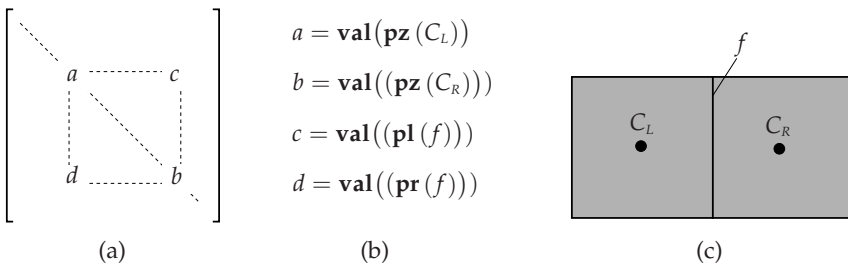 a c
d b
(a)
a = val(pz (C_L))
b = val((pz (C_R)))
c = val((pl (f)))
d = val((pr (f)))
(b)
f
C_L C_R
(c)